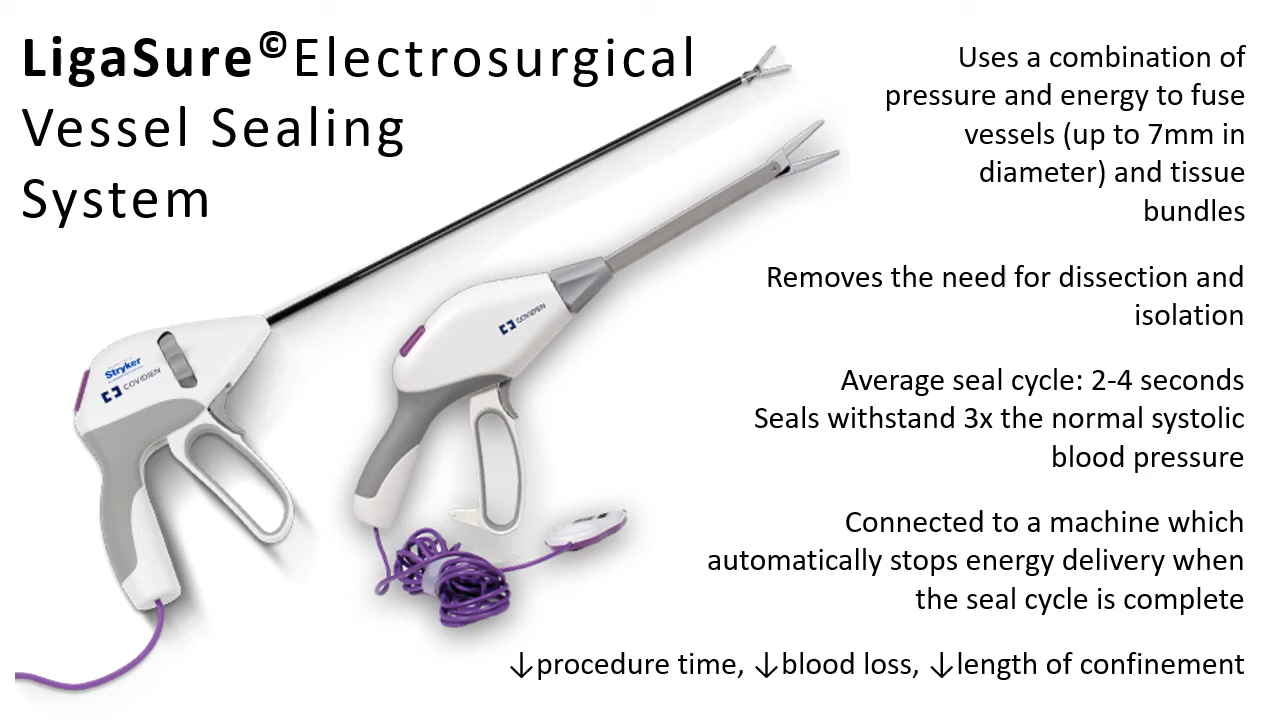 LigaSure©Electrosurgical
Vessel Sealing
System
Uses a combination of
pressure and energy to fuse
vessels (up to 7mm in
diameter) and tissue
bundles
Removes the need for dissection and
isolation
Average seal cycle: 2-4 seconds
Seals withstand 3x the normal systolic
blood pressure
Connected to a machine which
automatically stops energy delivery when
the seal cycle is complete
↓procedure time, ↓blood loss, ↓length of confinement
Stryker
COVIDIEN
COVIDIEN